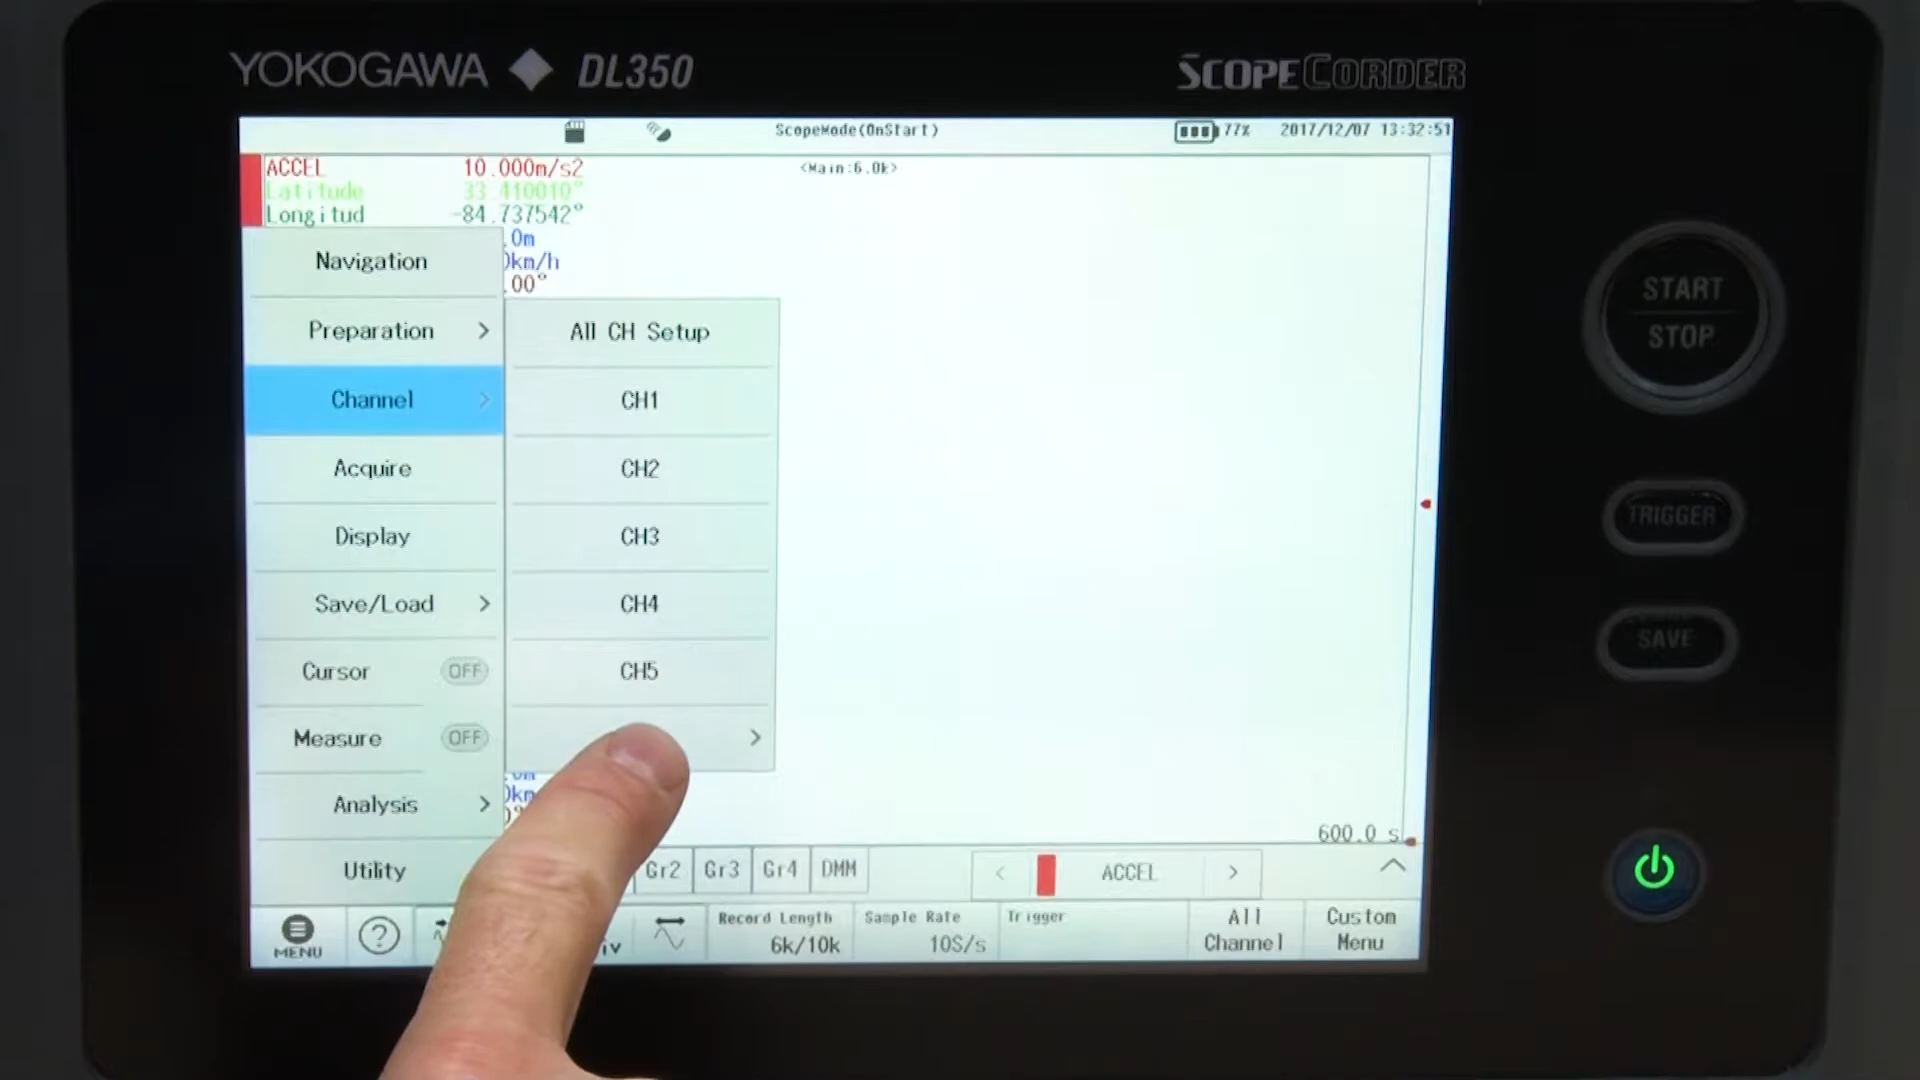 YOKOGAWA DL350 SCOPECORDER
ScopeMode(OnStart) 77% 2017/12/07 13:32:51
ACCEL 10.000m/s2 <Main:6.0k>
Latitude 33.410010°
Longitud -84.737542°
.0m
0km/h
.00°
Navigation
Preparation
Channel
Acquire
Display
Save/Load
Cursor OFF
Measure OFF
Analysis
Utility
All CH Setup
CH1
CH2
CH3
CH4
CH5
600.0 s
Gr2 Gr3 Gr4 DMM ACCEL
MENU
?
Record Length
6k/10k
Sample Rate
10S/s
Trigger
All
Channel
Custom
Menu
START
STOP
TRIGGER
SAVE